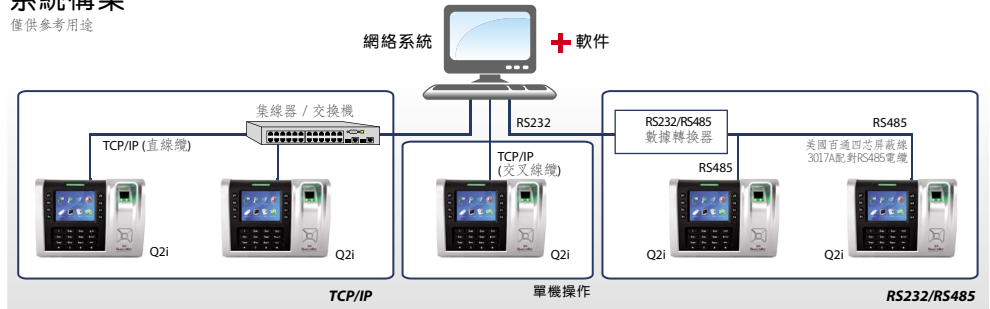 系統構架
僅供參考用途
網絡系統
軟件
集線器 / 交換機
TCP/IP (直線纜)
RS232
RS232/RS485
數據轉換器
RS485
美國百通四芯屏蔽線
3017A配對RS485電纜
RS485
TCP/IP
(交叉線纜)
Q2i
Q2i
Q2i
Q2i
Q2i
TCP/IP
單機操作
RS232/RS485